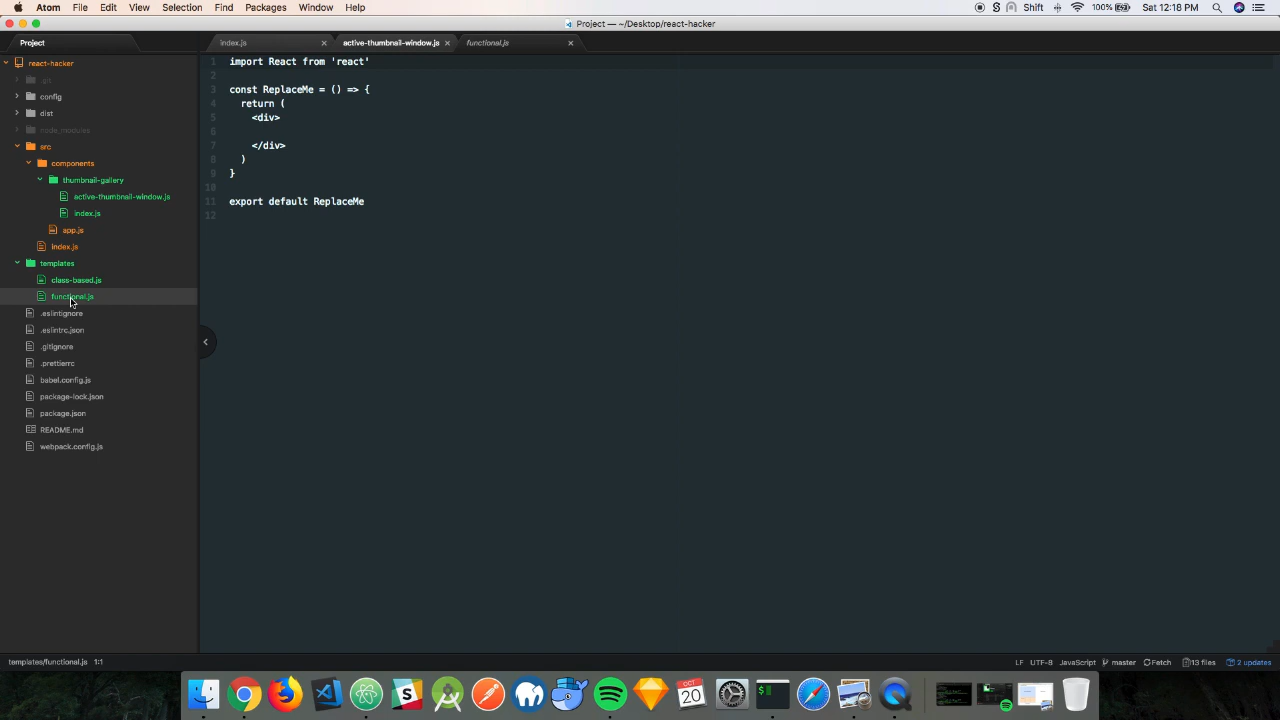 Atom File Edit View Selection Find Packages Window Help Shift 100% Sat 12:18 PM
Project — ~/Desktop/react-hacker
Project index.js active-thumbnail-window.js functional.js
react-hacker
.git
config
dist
node_modules
src
components
thumbnail-gallery
active-thumbnail-window.js
index.js
app.js
index.js
templates
class-based.js
functional.js
.eslintignore
.eslintrc.json
.gitignore
.prettierrc
babel.config.js
package-lock.json
package.json
README.md
webpack.config.js
1 import React from 'react'
2
3 const ReplaceMe = () => {
4 return (
5 <div>
6
7 </div>
8 )
9 }
10
11 export default ReplaceMe
12
templates/functional.js 1:1 LF UTF-8 JavaScript master Fetch 13 files 2 updates
OCT
20